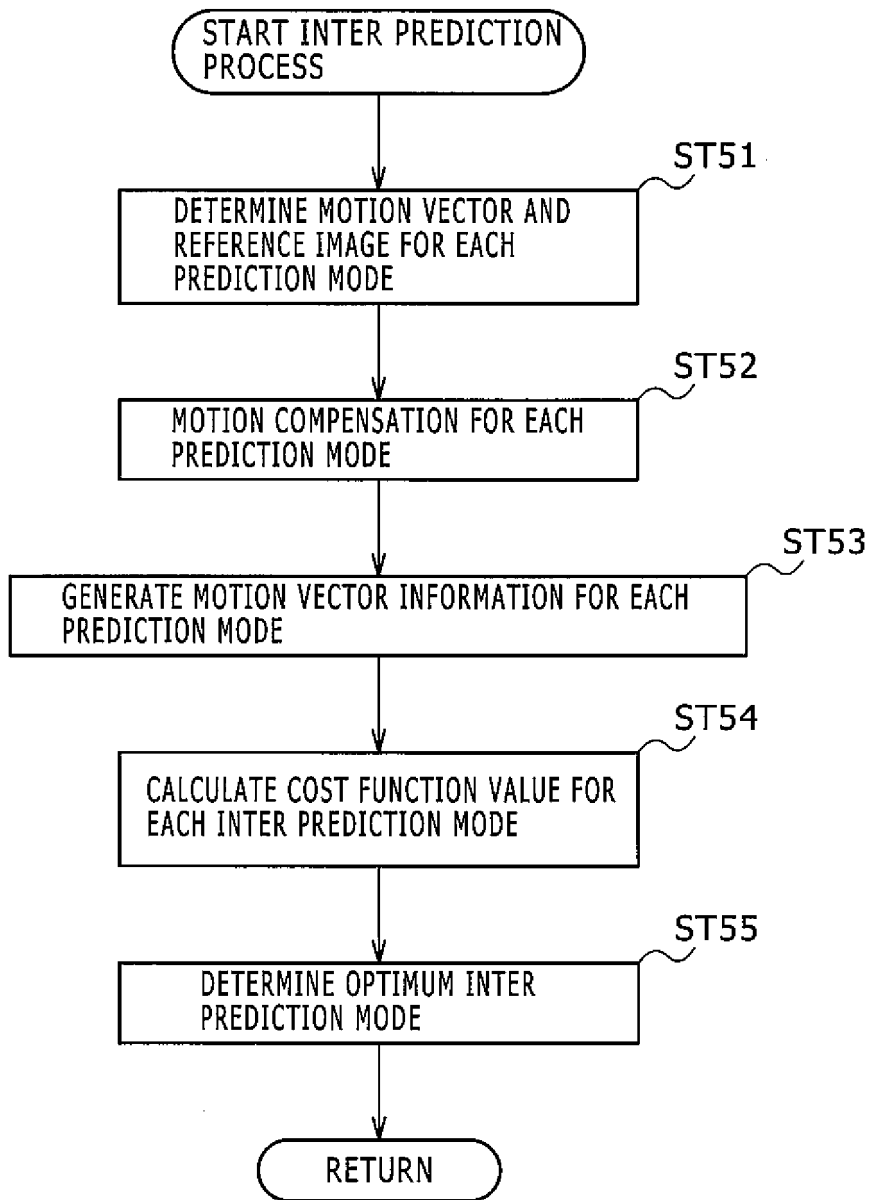 START INTER PREDICTION
PROCESS
ST51
DETERMINE MOTION VECTOR AND
REFERENCE IMAGE FOR EACH
PREDICTION MODE
ST52
MOTION COMPENSATION FOR EACH
PREDICTION MODE
ST53
GENERATE MOTION VECTOR INFORMATION FOR EACH
PREDICTION MODE
ST54
CALCULATE COST FUNCTION VALUE FOR
EACH INTER PREDICTION MODE
ST55
DETERMINE OPTIMUM INTER
PREDICTION MODE
RETURN